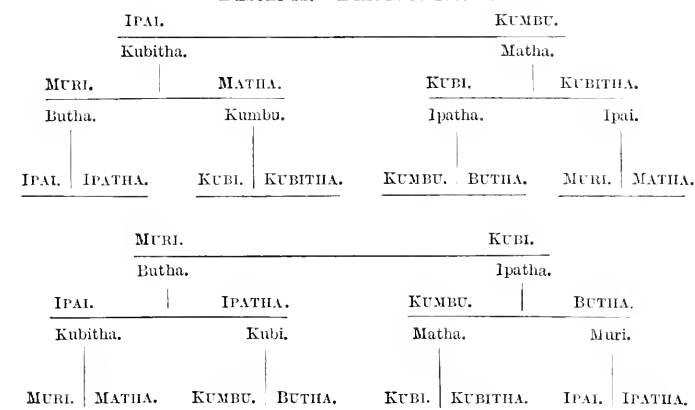 IPAI. KUMBU.
Kubitha. Matha.
MURI. MATHA. KUBI. KUBITHA.
Butha. Kumbu. Ipatha. Ipai.
IPAI. IPATHA. KUBI. KUBITHA. KUMBU. BUTHA. MURI. MATHA.
MURI. KUBI.
Butha. Ipatha.
IPAI. IPATHA. KUMBU. BUTHA.
Kubitha. Kubi. Matha. Muri.
MURI. MATHA. KUMBU. BUTHA. KUBI. KUBITHA. IPAI. IPATHA.